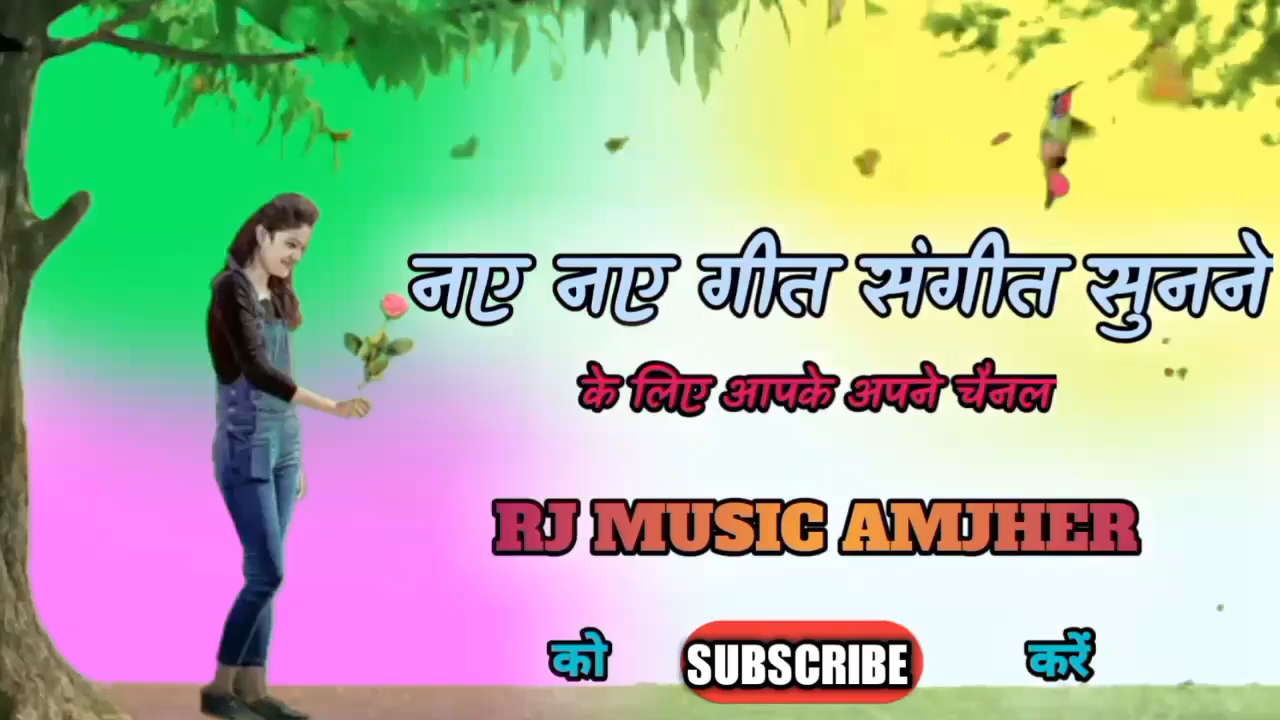 नए नए गीत संगीत सुनने
के लिए आपके अपने चैनल
RJ MUSIC AMJHER
को SUBSCRIBE करें